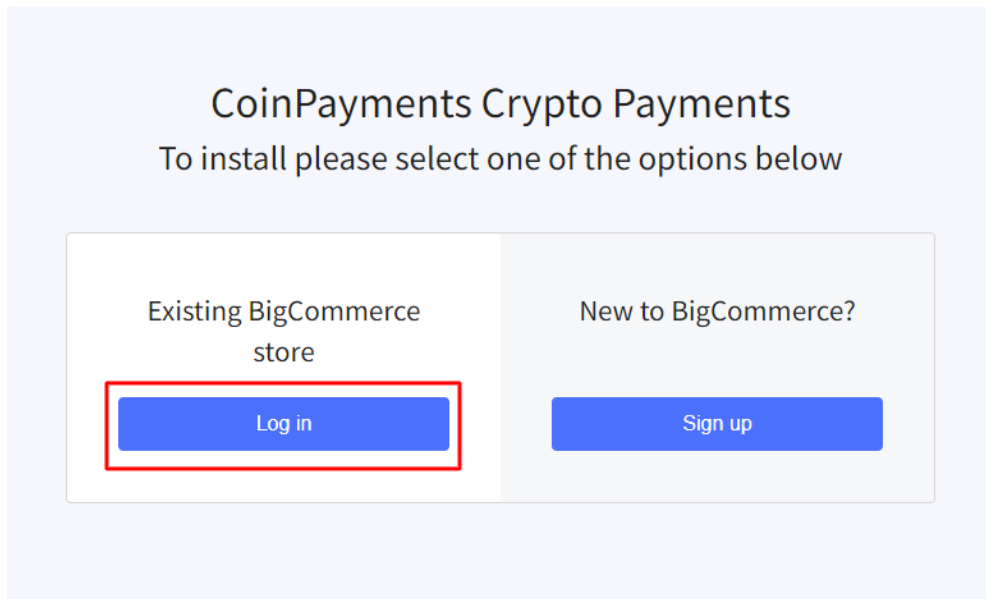 CoinPayments Crypto Payments
To install please select one of the options below
Existing BigCommerce
store
Log in
New to BigCommerce?
Sign up